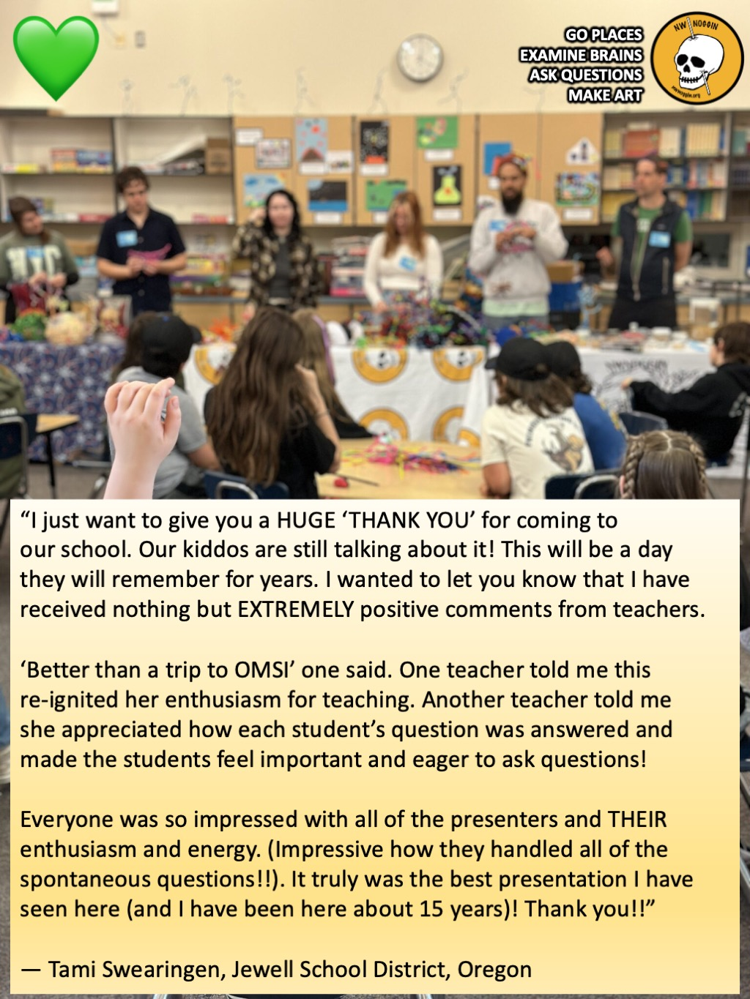 GO PLACES
EXAMINE BRAINS
ASK QUESTIONS
MAKE ART
NW NOGGIN
nwnoggin.org
“I just want to give you a HUGE ‘THANK YOU’ for coming to
our school. Our kiddos are still talking about it! This will be a day
they will remember for years. I wanted to let you know that I have
received nothing but EXTREMELY positive comments from teachers.
‘Better than a trip to OMSI’ one said. One teacher told me this
re-ignited her enthusiasm for teaching. Another teacher told me
she appreciated how each student’s question was answered and
made the students feel important and eager to ask questions!
Everyone was so impressed with all of the presenters and THEIR
enthusiasm and energy. (Impressive how they handled all of the
spontaneous questions!!). It truly was the best presentation I have
seen here (and I have been here about 15 years)! Thank you!!”
— Tami Swearingen, Jewell School District, Oregon